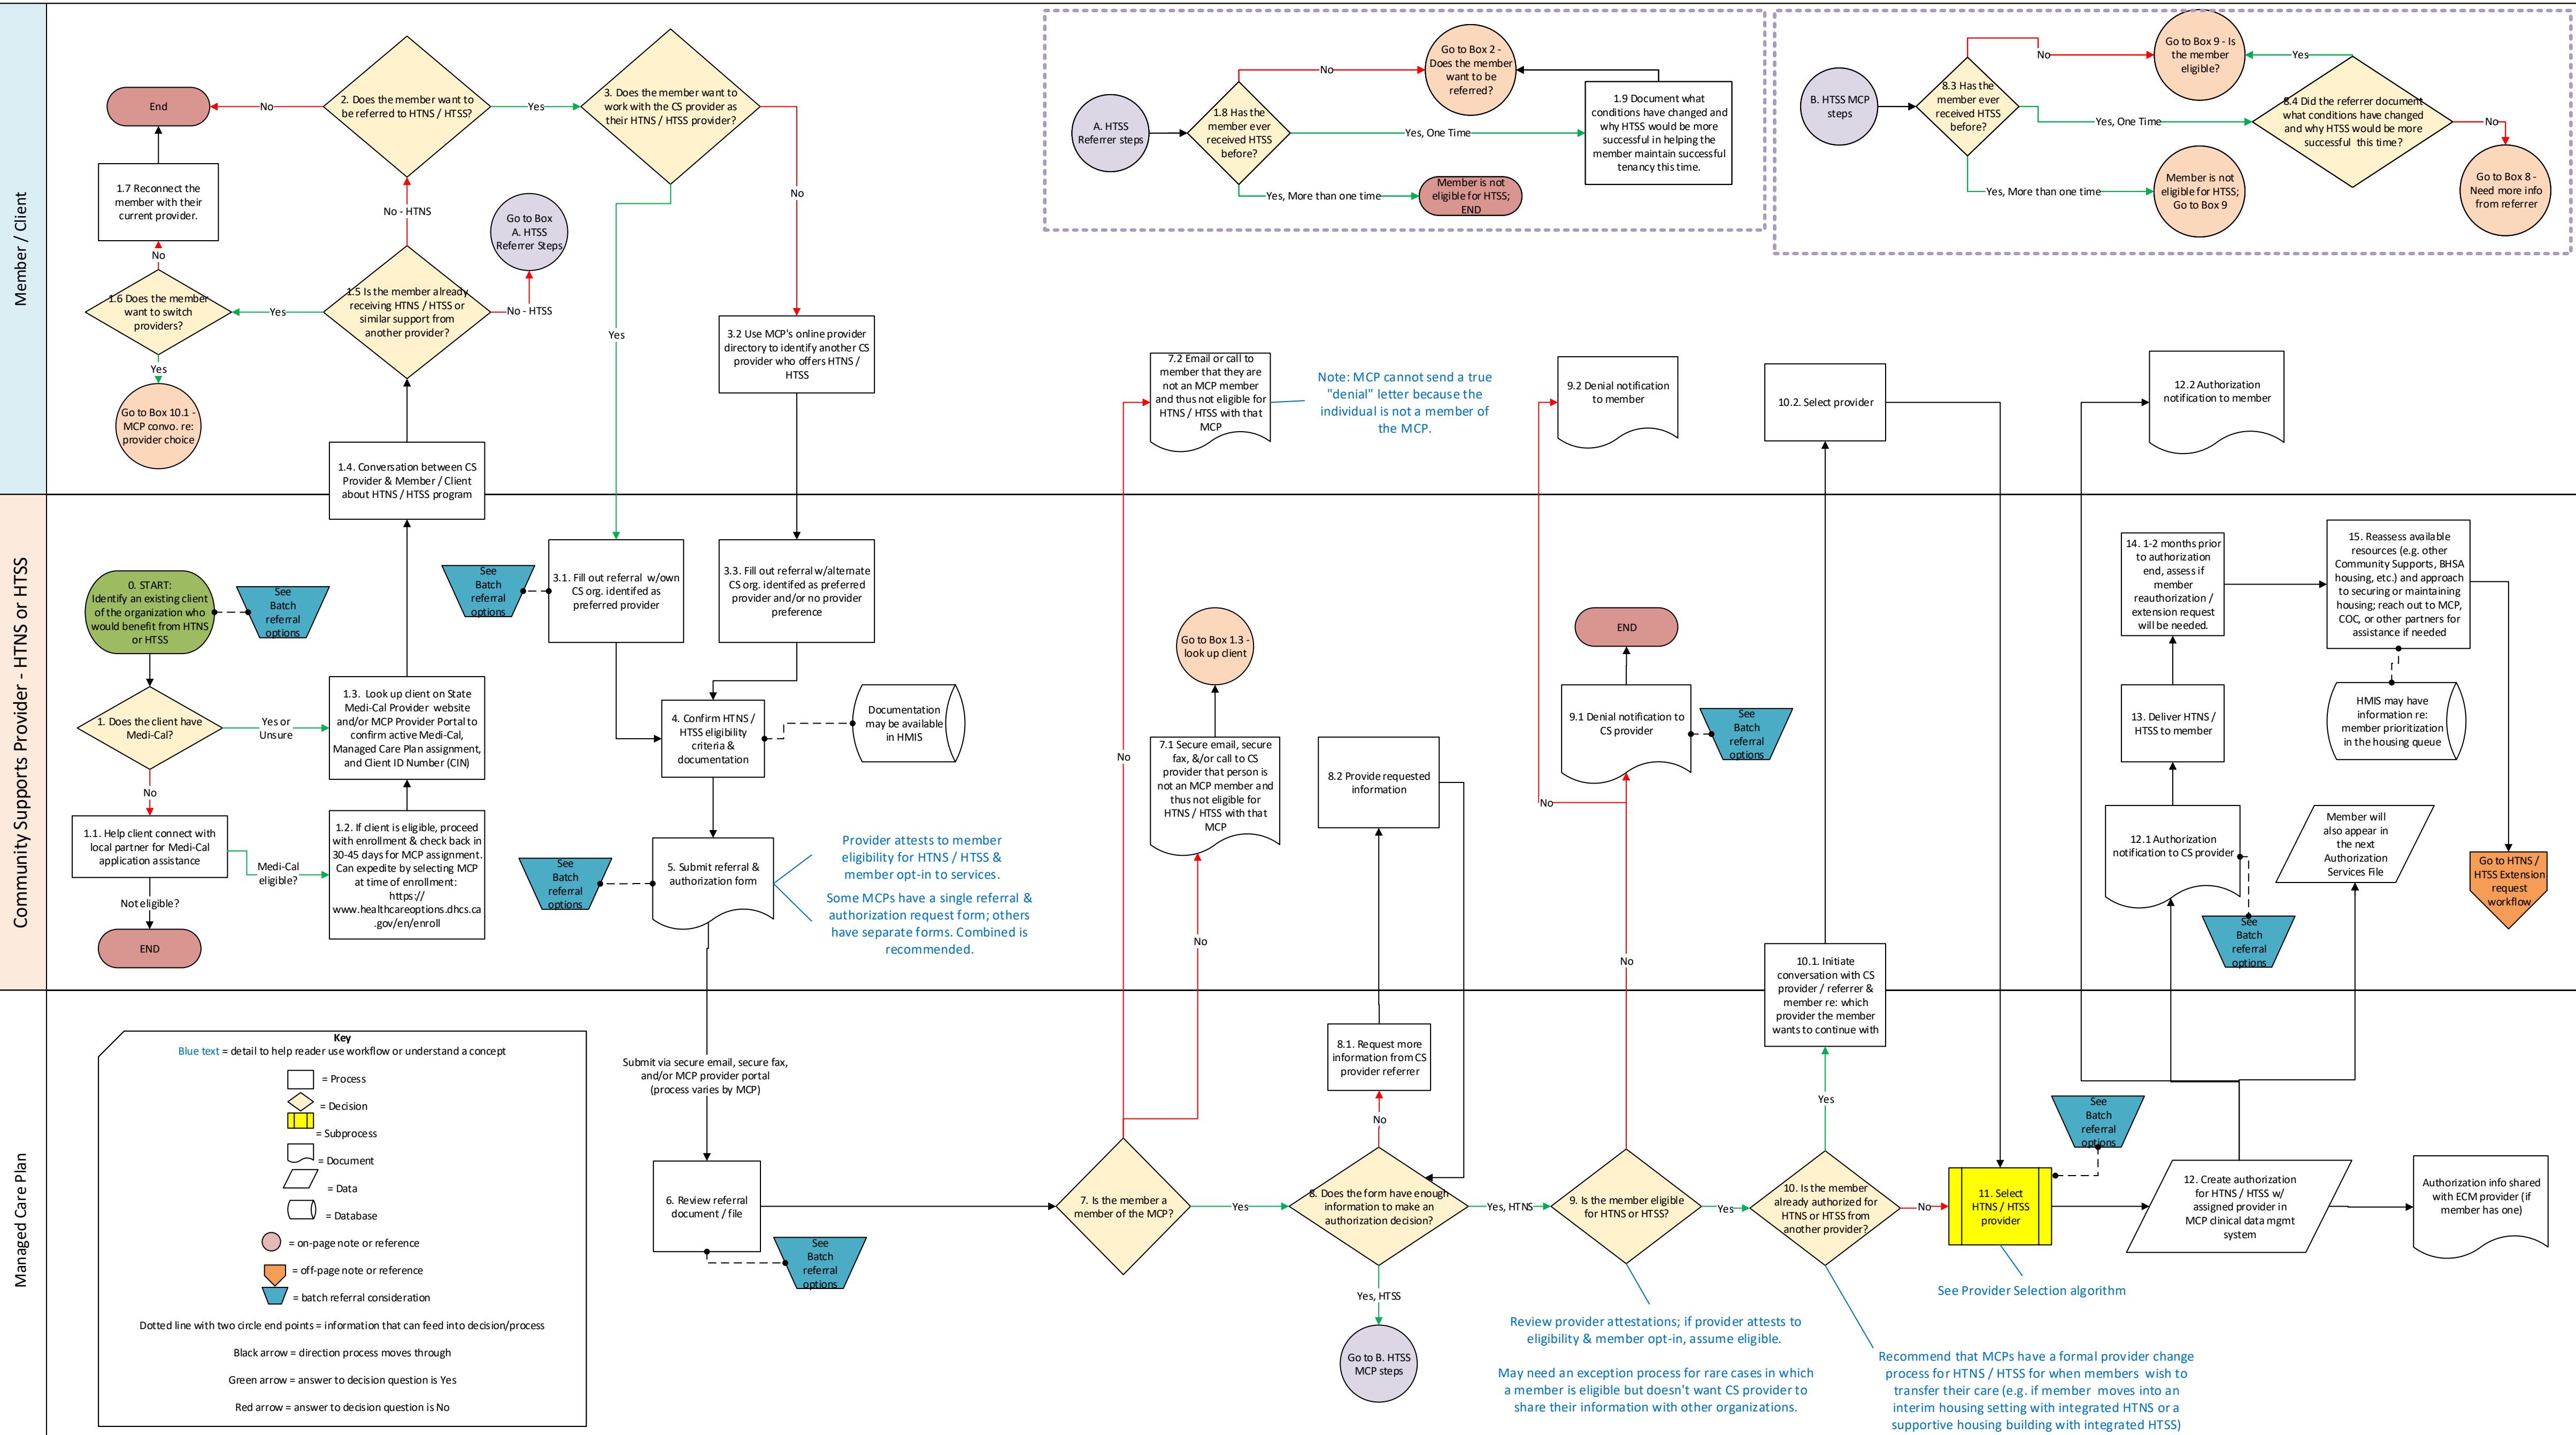 Member / Client
End
No
2. Does the member want to
be referred to HTNS / HTSS?
Yes
3. Does the member want to
work with the CS provider as
their HTNS / HTSS provider?
No
Yes
1.7 Reconnect the
member with their
current provider.
No
No - HTNS
Go to Box
A. HTSS
Referrer Steps
1.6 Does the member
want to switch
providers?
Yes
1.5 Is the member already
receiving HTNS / HTSS or
similar support from
another provider?
No - HTSS
Yes
Go to Box 10.1 -
MCP convo. re:
provider choice
1.4. Conversation between CS
Provider & Member / Client
about HTNS / HTSS program
3.2 Use MCP's online provider
directory to identify another CS
provider who offers HTNS /
HTSS
A. HTSS
Referrer steps
1.8 Has the
member ever
received HTSS
before?
No
Go to Box 2 -
Does the member
want to be
referred?
Yes, One Time
1.9 Document what
conditions have changed and
why HTSS would be more
successful in helping the
member maintain successful
tenancy this time.
Yes, More than one time
Member is not
eligible for HTSS;
END
B. HTSS MCP
steps
8.3 Has the
member ever
received HTSS
before?
No
Go to Box 9 - Is
the member
eligible?
Yes
Yes, One Time
8.4 Did the referrer document
what conditions have changed
and why HTSS would be more
successful  this time?
No
Yes, More than one time
Member is not
eligible for HTSS;
Go to Box 9
Go to Box 8 -
Need more info
from referrer
7.2 Email or call to
member that they are
not an MCP member
and thus not eligible for
HTNS / HTSS with that
MCP
Note: MCP cannot send a true
"denial" letter because the
individual is not a member of
the MCP.
9.2 Denial notification
to member
10.2. Select provider
12.2 Authorization
notification to member
Community Supports Provider - HTNS or HTSS
0. START:
Identify an existing client
of the organization who
would benefit from HTNS
or HTSS
See
Batch
referral
options
1. Does the client have
Medi-Cal?
Yes or
Unsure
No
1.1. Help client connect with
local partner for Medi-Cal
application assistance
Medi-Cal
eligible?
Not eligible?
END
1.3.  Look up client on State
Medi-Cal Provider  website
and/or MCP Provider Portal to
confirm active Medi-Cal,
Managed Care Plan assignment,
and Client ID Number (CIN)
1.2. If client is eligible, proceed
with enrollment & check back in
30-45 days for MCP assignment.
Can expedite by selecting MCP
at time of enrollment:
https://
www.healthcareoptions.dhcs.ca
.gov/en/enroll
See
Batch
referral
options
3.1. Fill out referral  w/own
CS org. identifed as
preferred provider
3.3. Fill out referral w/alternate
CS org. identifed as preferred
provider and/or no provider
preference
4. Confirm HTNS /
HTSS eligibility
criteria &
documentation
Documentation
may be available
in HMIS
See
Batch
referral
options
5. Submit referral &
authorization form
Provider attests to member
eligibility for HTNS / HTSS &
member opt-in to services.
Some MCPs have a single referral &
authorization request form; others
have separate forms. Combined is
recommended.
No
Go to Box 1.3 -
look up client
7.1 Secure email, secure
fax, &/or call to CS
provider that person is
not an MCP member and
thus not eligible for
HTNS / HTSS with that
MCP
No
8.2 Provide requested
information
END
9.1 Denial notification to
CS provider
See
Batch
referral
options
No
No
10.1. Initiate
conversation with CS
provider / referrer &
member re: which
provider the member
wants to continue with
14. 1-2 months prior
to authorization
end, assess if
member
reauthorization /
extension request
will be needed.
15. Reassess available
resources (e.g. other
Community Supports, BHSA
housing, etc.) and approach
to securing or maintaining
housing; reach out to MCP,
COC, or other partners for
assistance if needed
13. Deliver HTNS /
HTSS to member
HMIS may have
information re:
member prioritization
in the housing queue
12.1 Authorization
notification to CS provider
Member will
also appear in
the next
Authorization
Services File
See
Batch
referral
options
Go to HTNS /
HTSS Extension
request
workflow
Managed Care Plan
Key
Blue text = detail to help reader use workflow or understand a concept
= Process
= Decision
= Subprocess
= Document
= Data
= Database
= on-page note or reference
= off-page note or reference
= batch referral consideration
Dotted line with two circle end points = information that can feed into decision/process
Black arrow = direction process moves through
Green arrow = answer to decision question is Yes
Red arrow = answer to decision question is No
Submit via secure email, secure fax,
and/or MCP provider portal
(process varies by MCP)
6. Review referral
document / file
See
Batch
referral
options
7. Is the member a
member of the MCP?
Yes
8.1. Request more
information from CS
provider referrer
No
8. Does the form have enough
information to make an
authorization decision?
Yes, HTNS
Yes, HTSS
Go to B. HTSS
MCP steps
9. Is the member eligible
for HTNS or HTSS?
Yes
Review provider attestations; if provider attests to
eligibility & member opt-in, assume eligible.
May need an exception process for rare cases in which
a member is eligible but doesn't want CS provider to
share their information with other organizations.
Yes
10. Is the member
already authorized for
HTNS or HTSS from
another provider?
No
Recommend that MCPs have a formal provider change
process for HTNS / HTSS for when members  wish to
transfer their care (e.g. if member  moves into an
interim housing setting with integrated HTNS or a
supportive housing building with integrated HTSS)
11. Select
HTNS / HTSS
provider
See
Batch
referral
options
See Provider Selection algorithm
12. Create authorization
for HTNS / HTSS w/
assigned provider in
MCP clinical data mgmt
system
Authorization info shared
with ECM provider (if
member has one)